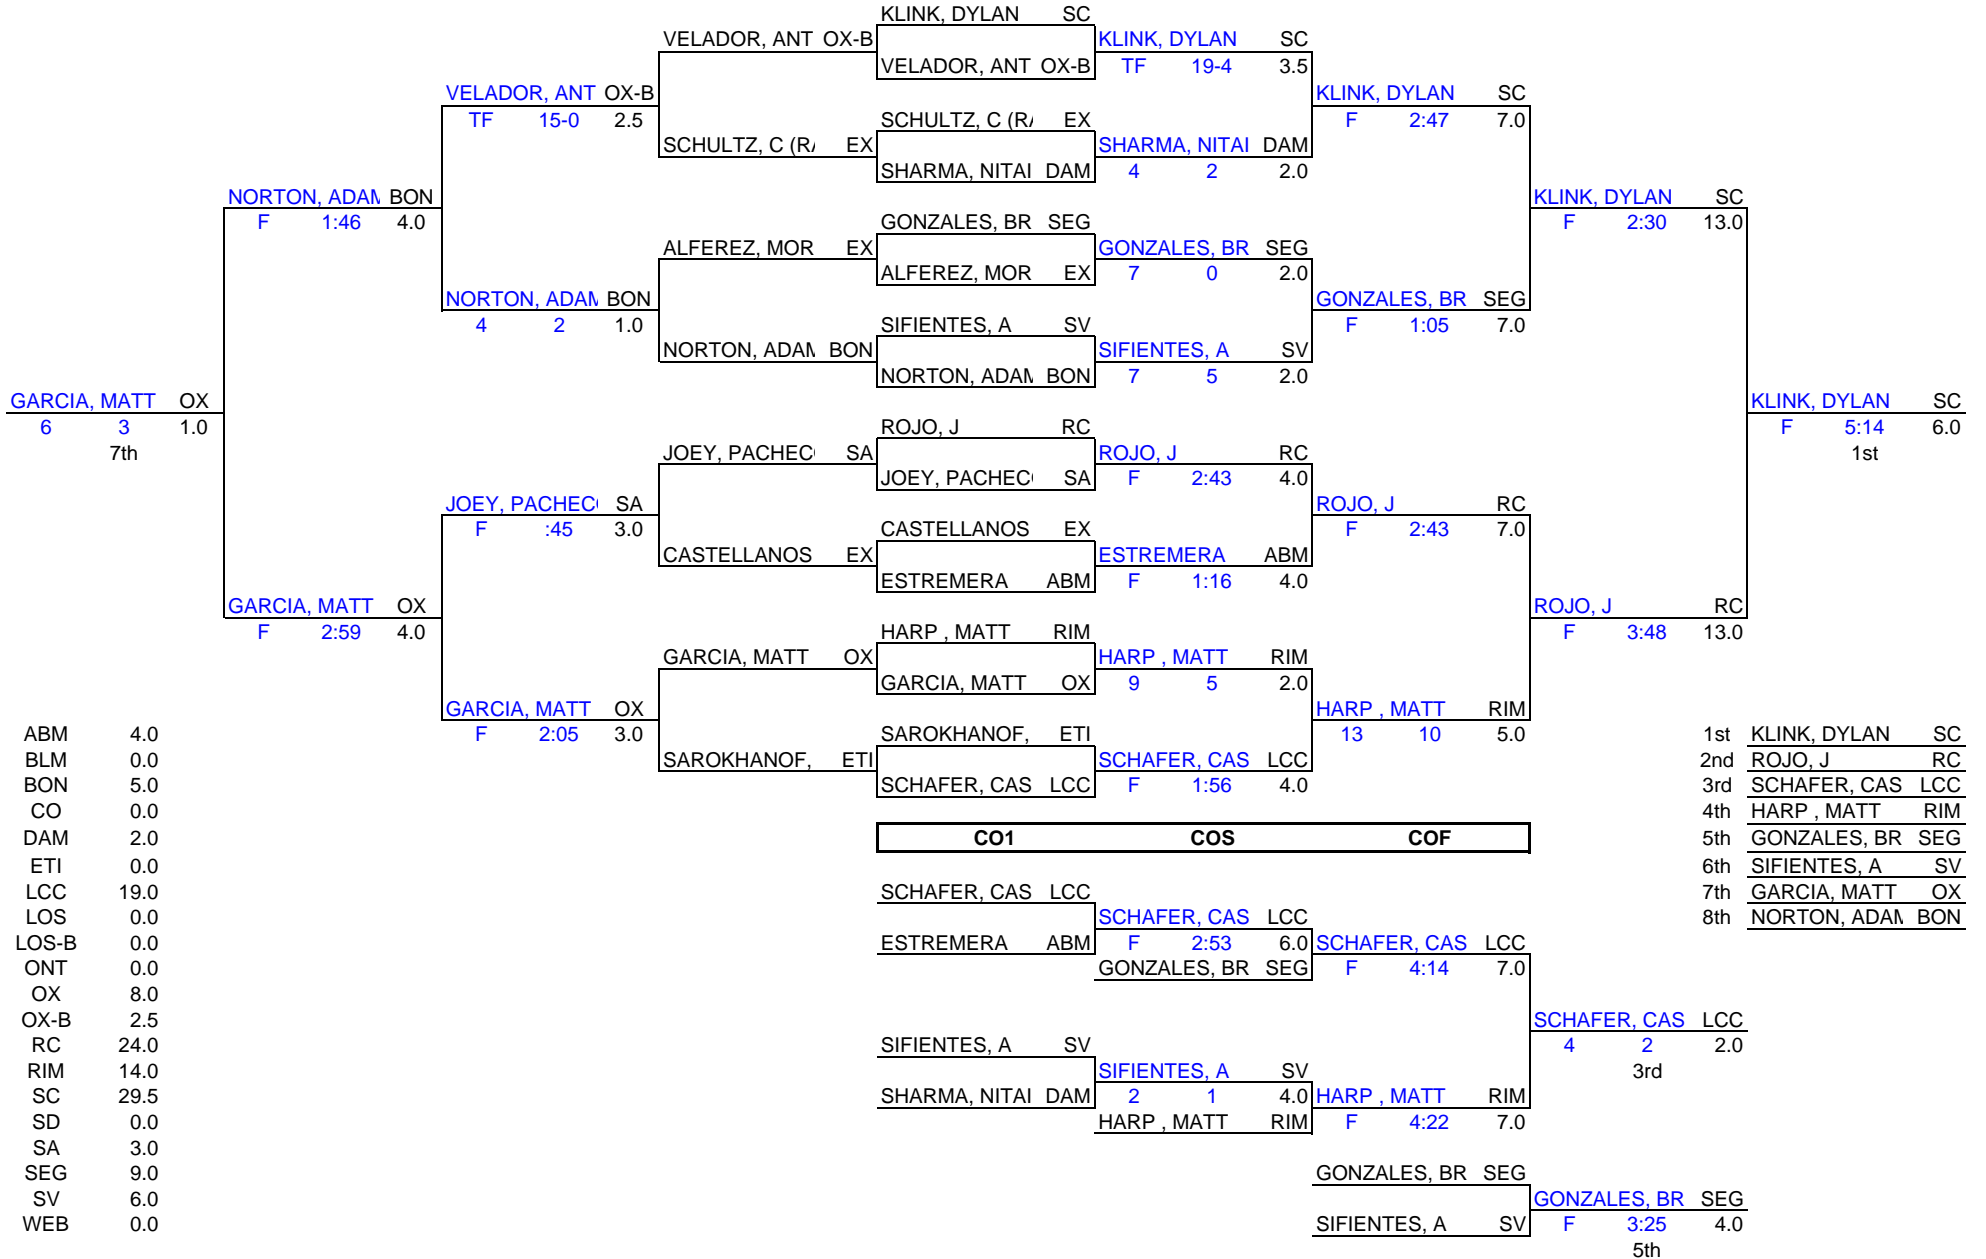 KLINK, DYLAN SC
VELADOR, ANT OX-B KLINK, DYLAN SC
VELADOR, ANT OX-B TF 19-4 3.5
VELADOR, ANT OX-B KLINK, DYLAN SC
TF 15-0 2.5 SCHULTZ, C (RA EX F 2:47 7.0
SCHULTZ, C (RA EX SHARMA, NITAI DAM
SHARMA, NITAI DAM 4 2 2.0
NORTON, ADAM BON KLINK, DYLAN SC
F 1:46 4.0 GONZALES, BR SEG F 2:30 13.0
ALFEREZ, MOR EX GONZALES, BR SEG
ALFEREZ, MOR EX 7 0 2.0
NORTON, ADAM BON GONZALES, BR SEG
4 2 1.0 SIFIENTES, A SV F 1:05 7.0
NORTON, ADAM BON SIFIENTES, A SV
NORTON, ADAM BON 7 5 2.0
GARCIA, MATT OX KLINK, DYLAN SC
6 3 1.0 ROJO, J RC F 5:14 6.0
7th JOEY, PACHECO SA ROJO, J RC 1st
JOEY, PACHECO SA F 2:43 4.0
JOEY, PACHECO SA ROJO, J RC
F :45 3.0 CASTELLANOS EX F 2:43 7.0
CASTELLANOS EX ESTREMERA ABM
ESTREMERA ABM F 1:16 4.0
GARCIA, MATT OX ROJO, J RC
F 2:59 4.0 HARP , MATT RIM F 3:48 13.0
GARCIA, MATT OX HARP , MATT RIM
GARCIA, MATT OX 9 5 2.0
GARCIA, MATT OX HARP , MATT RIM
ABM 4.0 F 2:05 3.0 SAROKHANOF, ETI 13 10 5.0 1st KLINK, DYLAN SC
BLM 0.0 SAROKHANOF, ETI SCHAFER, CAS LCC 2nd ROJO, J RC
BON 5.0 SCHAFER, CAS LCC F 1:56 4.0 3rd SCHAFER, CAS LCC
CO 0.0 4th HARP , MATT RIM
DAM 2.0 CO1 COS COF 5th GONZALES, BR SEG
ETI 0.0 6th SIFIENTES, A SV
LCC 19.0 SCHAFER, CAS LCC 7th GARCIA, MATT OX
LOS 0.0 SCHAFER, CAS LCC 8th NORTON, ADAM BON
LOS-B 0.0 ESTREMERA ABM F 2:53 6.0 SCHAFER, CAS LCC
ONT 0.0 GONZALES, BR SEG F 4:14 7.0
OX 8.0
OX-B 2.5 SCHAFER, CAS LCC
RC 24.0 SIFIENTES, A SV 4 2 2.0
RIM 14.0 SIFIENTES, A SV 3rd
SC 29.5 SHARMA, NITAI DAM 2 1 4.0 HARP , MATT RIM
SD 0.0 HARP , MATT RIM F 4:22 7.0
SA 3.0
SEG 9.0 GONZALES, BR SEG
SV 6.0 GONZALES, BR SEG
WEB 0.0 SIFIENTES, A SV F 3:25 4.0
5th